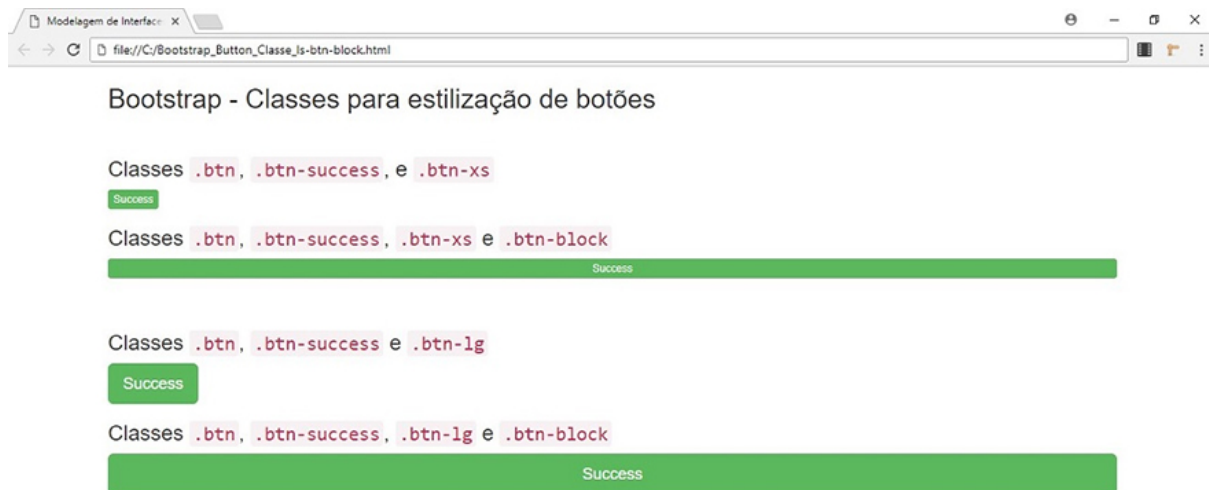 Modelagem de Interface
file://C:/Bootstrap_Button_Classe_ls-btn-block.html
Bootstrap - Classes para estilização de botões
Classes .btn, .btn-success, e .btn-xs
Success
Classes .btn, .btn-success, .btn-xs e .btn-block
Success
Classes .btn, .btn-success e .btn-lg
Success
Classes .btn, .btn-success, .btn-lg e .btn-block
Success